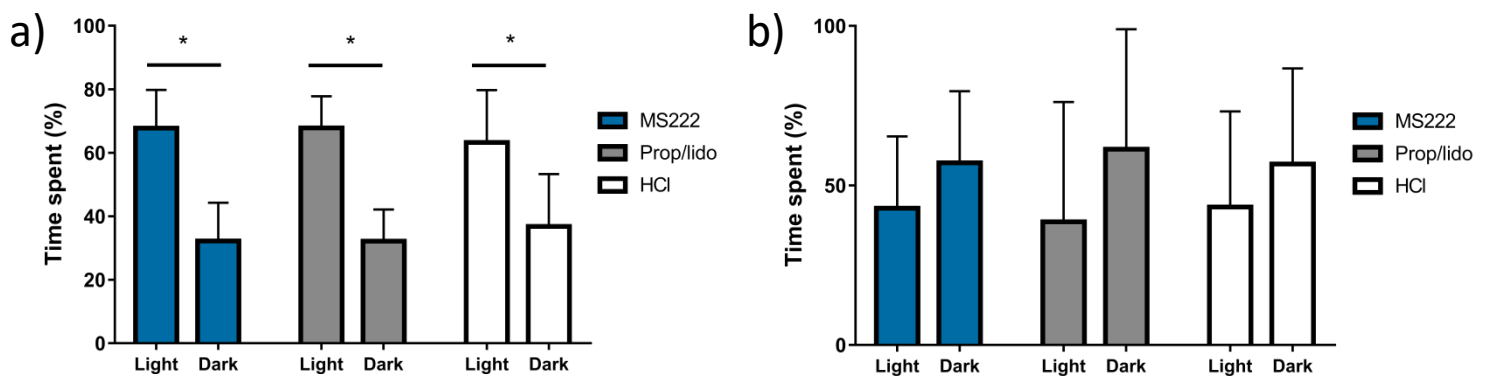 a)
Time spent (%)
100
80
60
40
20
0
*
*
*
Light Dark Light Dark Light Dark
MS222
Prop/lido
HCl
b)
Time spent (%)
100
50
0
Light Dark Light Dark Light Dark
MS222
Prop/lido
HCl